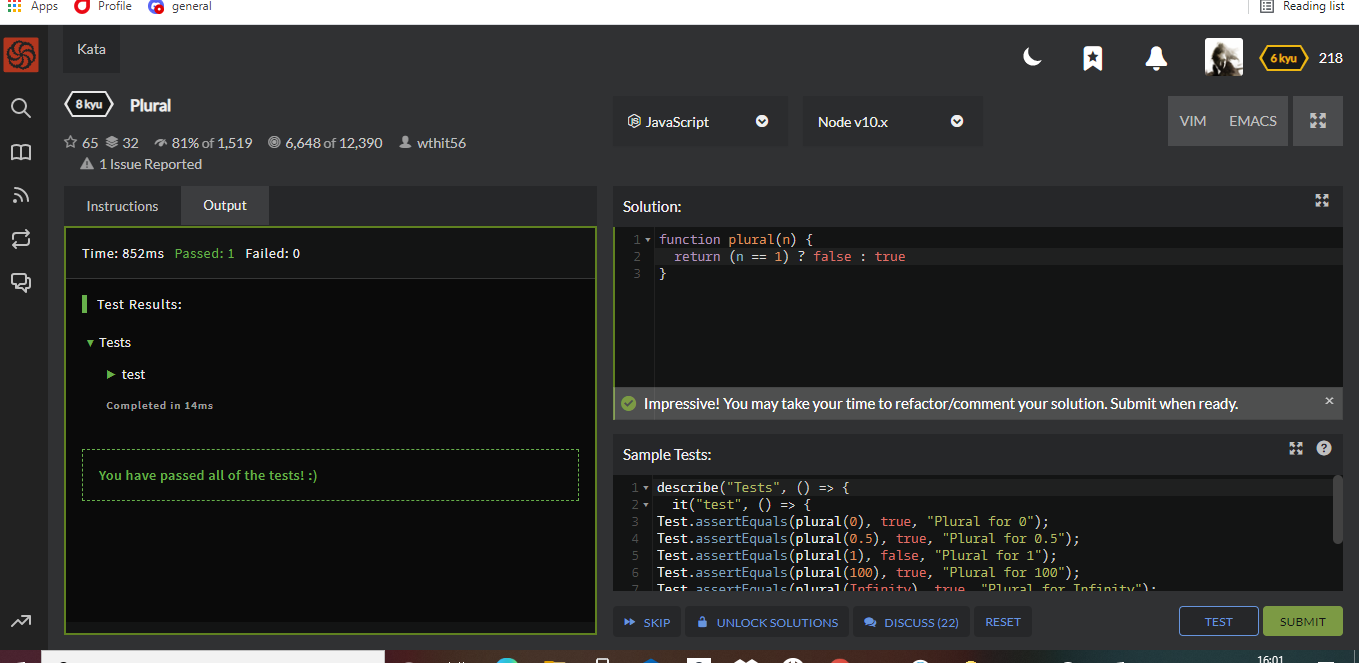 Apps Profile general Reading list
Kata
6 kyu 218
8 kyu Plural
65 32 81% of 1,519 6,648 of 12,390 wthit56
1 Issue Reported
JavaScript Node v10.x VIM EMACS
Instructions Output
Time: 852ms Passed: 1 Failed: 0
Test Results:
Tests
test
Completed in 14ms
You have passed all of the tests! :)
Solution:
1 function plural(n) {
2 return (n == 1) ? false : true
3 }
Impressive! You may take your time to refactor/comment your solution. Submit when ready. ×
Sample Tests:
1 describe("Tests", () => {
2 it("test", () => {
3 Test.assertEquals(plural(0), true, "Plural for 0");
4 Test.assertEquals(plural(0.5), true, "Plural for 0.5");
5 Test.assertEquals(plural(1), false, "Plural for 1");
6 Test.assertEquals(plural(100), true, "Plural for 100");
7 Test.assertEquals(plural(Infinity), true, "Plural for Infinity");
SKIP UNLOCK SOLUTIONS DISCUSS (22) RESET TEST SUBMIT
16:01